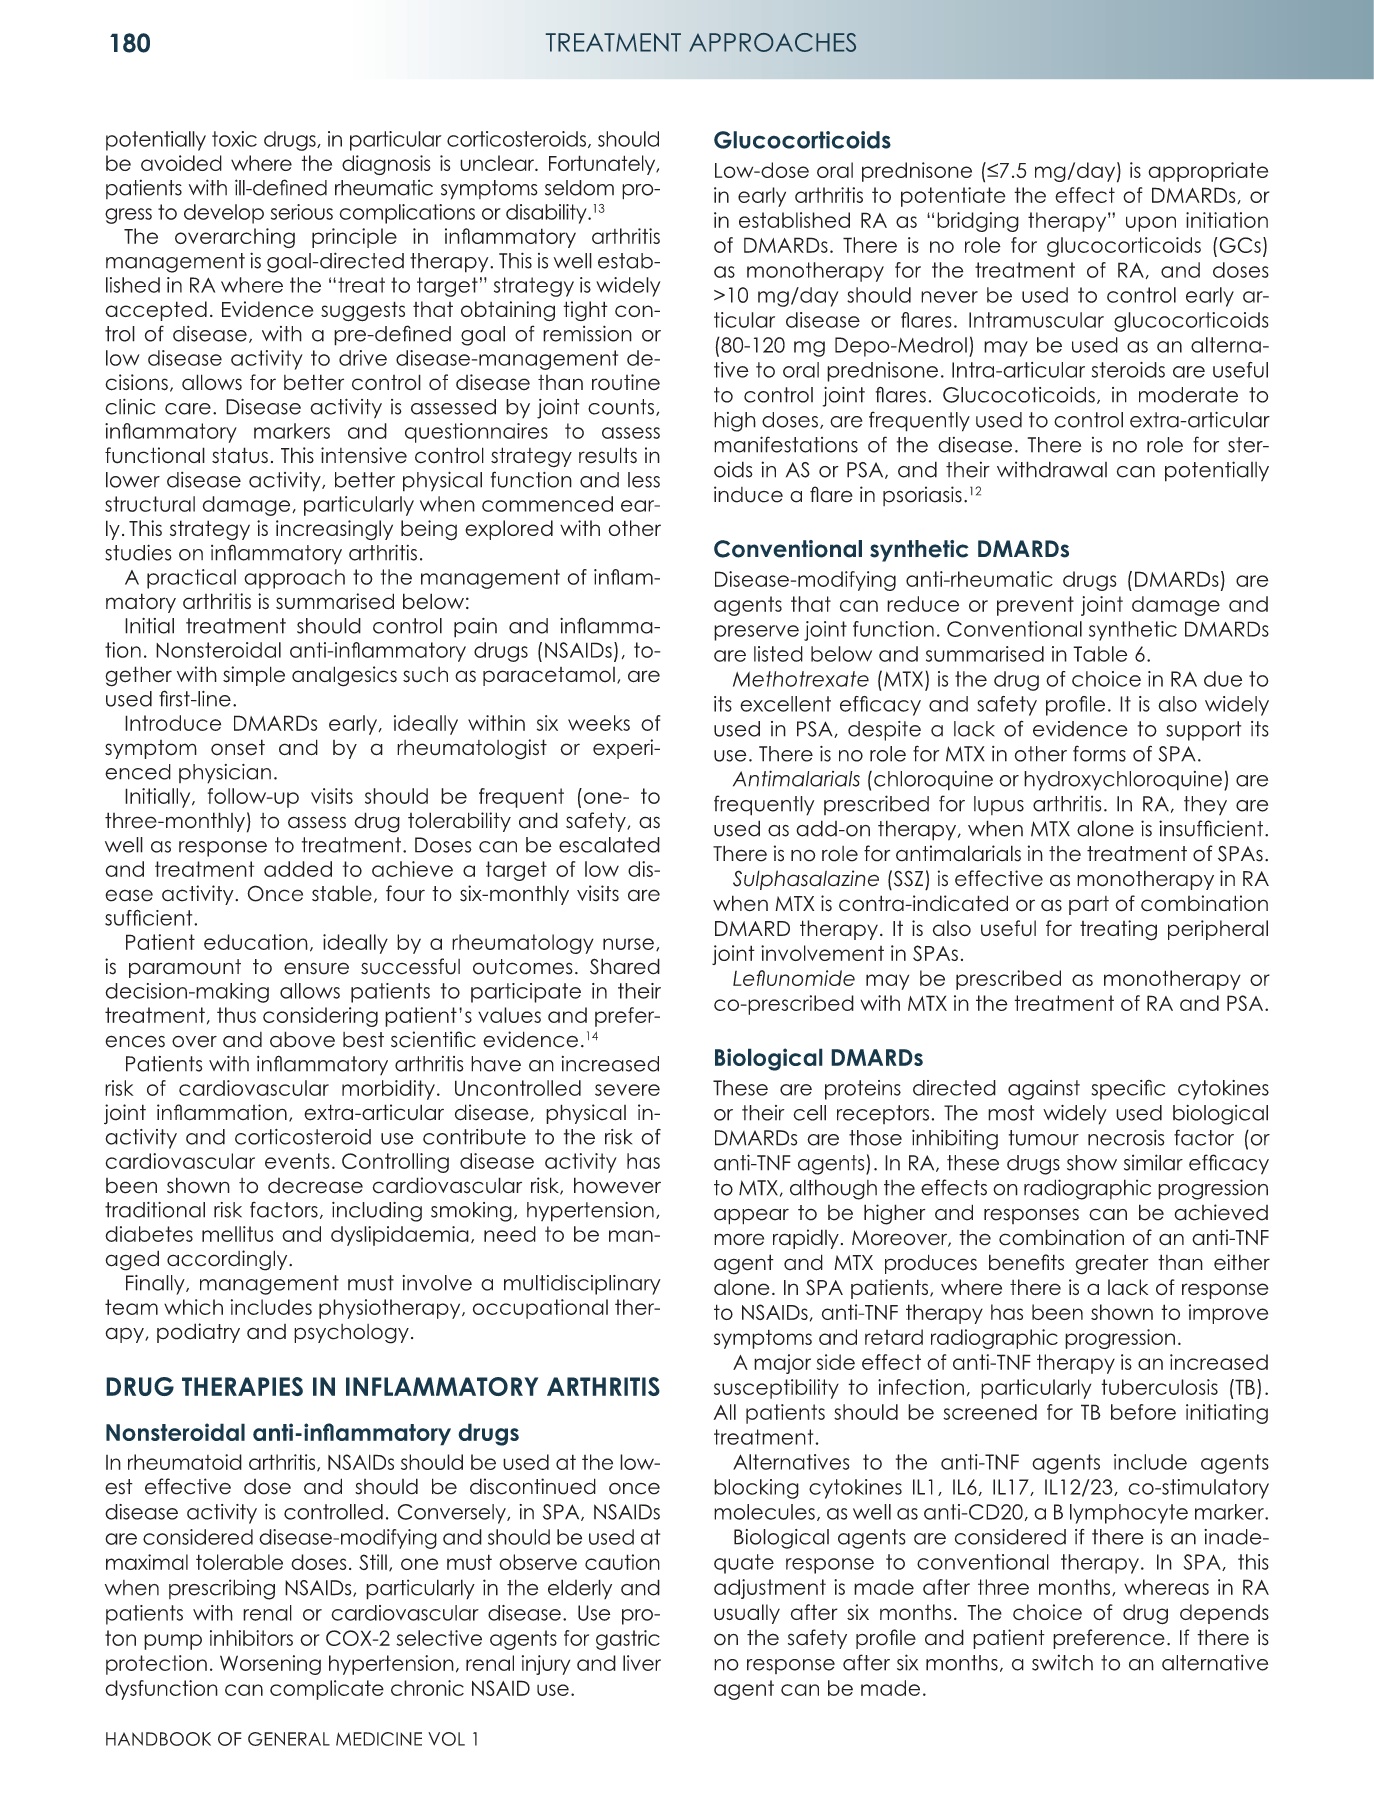 180
TREATMENT APPROACHES
potentially toxic drugs, in particular corticosteroids, should
be avoided where the diagnosis is unclear. Fortunately,
patients with ill-defined rheumatic symptoms seldom pro-
gress to develop serious complications or disability.13
The overarching principle in inflammatory arthritis
management is goal-directed therapy. This is well estab-
lished in RA where the “treat to target” strategy is widely
accepted. Evidence suggests that obtaining tight con-
trol of disease, with a pre-defined goal of remission or
low disease activity to drive disease-management de-
cisions, allows for better control of disease than routine
clinic care. Disease activity is assessed by joint counts,
inflammatory markers and questionnaires to assess
functional status. This intensive control strategy results in
lower disease activity, better physical function and less
structural damage, particularly when commenced ear-
ly. This strategy is increasingly being explored with other
studies on inflammatory arthritis.
A practical approach to the management of inflam-
matory arthritis is summarised below:
Initial treatment should control pain and inflamma-
tion. Nonsteroidal anti-inflammatory drugs (NSAIDs), to-
gether with simple analgesics such as paracetamol, are
used first-line.
Introduce DMARDs early, ideally within six weeks of
symptom onset and by a rheumatologist or experi-
enced physician.
Initially, follow-up visits should be frequent (one- to
three-monthly) to assess drug tolerability and safety, as
well as response to treatment. Doses can be escalated
and treatment added to achieve a target of low dis-
ease activity. Once stable, four to six-monthly visits are
sufficient.
Patient education, ideally by a rheumatology nurse,
is paramount to ensure successful outcomes. Shared
decision-making allows patients to participate in their
treatment, thus considering patient’s values and prefer-
ences over and above best scientific evidence.14
Patients with inflammatory arthritis have an increased
risk of cardiovascular morbidity. Uncontrolled severe
joint inflammation, extra-articular disease, physical in-
activity and corticosteroid use contribute to the risk of
cardiovascular events. Controlling disease activity has
been shown to decrease cardiovascular risk, however
traditional risk factors, including smoking, hypertension,
diabetes mellitus and dyslipidaemia, need to be man-
aged accordingly.
Finally, management must involve a multidisciplinary
team which includes physiotherapy, occupational ther-
apy, podiatry and psychology.
DRUG THERAPIES IN INFLAMMATORY ARTHRITIS
Nonsteroidal anti-inflammatory drugs
In rheumatoid arthritis, NSAIDs should be used at the low-
est effective dose and should be discontinued once
disease activity is controlled. Conversely, in SPA, NSAIDs
are considered disease-modifying and should be used at
maximal tolerable doses. Still, one must observe caution
when prescribing NSAIDs, particularly in the elderly and
patients with renal or cardiovascular disease. Use pro-
ton pump inhibitors or COX-2 selective agents for gastric
protection. Worsening hypertension, renal injury and liver
dysfunction can complicate chronic NSAID use.
Glucocorticoids
Low-dose oral prednisone (≤7.5 mg/day) is appropriate
in early arthritis to potentiate the effect of DMARDs, or
in established RA as “bridging therapy” upon initiation
of DMARDs. There is no role for glucocorticoids (GCs)
as monotherapy for the treatment of RA, and doses
>10 mg/day should never be used to control early ar-
ticular disease or flares. Intramuscular glucocorticoids
(80-120 mg Depo-Medrol) may be used as an alterna-
tive to oral prednisone. Intra-articular steroids are useful
to control joint flares. Glucocoticoids, in moderate to
high doses, are frequently used to control extra-articular
manifestations of the disease. There is no role for ster-
oids in AS or PSA, and their withdrawal can potentially
induce a flare in psoriasis.12
Conventional synthetic DMARDs
Disease-modifying anti-rheumatic drugs (DMARDs) are
agents that can reduce or prevent joint damage and
preserve joint function. Conventional synthetic DMARDs
are listed below and summarised in Table 6.
Methotrexate (MTX) is the drug of choice in RA due to
its excellent efficacy and safety profile. It is also widely
used in PSA, despite a lack of evidence to support its
use. There is no role for MTX in other forms of SPA.
Antimalarials (chloroquine or hydroxychloroquine) are
frequently prescribed for lupus arthritis. In RA, they are
used as add-on therapy, when MTX alone is insufficient.
There is no role for antimalarials in the treatment of SPAs.
Sulphasalazine (SSZ) is effective as monotherapy in RA
when MTX is contra-indicated or as part of combination
DMARD therapy. It is also useful for treating peripheral
joint involvement in SPAs.
Leflunomide may be prescribed as monotherapy or
co-prescribed with MTX in the treatment of RA and PSA.
Biological DMARDs
These are proteins directed against specific cytokines
or their cell receptors. The most widely used biological
DMARDs are those inhibiting tumour necrosis factor (or
anti-TNF agents). In RA, these drugs show similar efficacy
to MTX, although the effects on radiographic progression
appear to be higher and responses can be achieved
more rapidly. Moreover, the combination of an anti-TNF
agent and MTX produces benefits greater than either
alone. In SPA patients, where there is a lack of response
to NSAIDs, anti-TNF therapy has been shown to improve
symptoms and retard radiographic progression.
A major side effect of anti-TNF therapy is an increased
susceptibility to infection, particularly tuberculosis (TB).
All patients should be screened for TB before initiating
treatment.
Alternatives to the anti-TNF agents include agents
blocking cytokines IL1, IL6, IL17, IL12/23, co-stimulatory
molecules, as well as anti-CD20, a B lymphocyte marker.
Biological agents are considered if there is an inade-
quate response to conventional therapy. In SPA, this
adjustment is made after three months, whereas in RA
usually after six months. The choice of drug depends
on the safety profile and patient preference. If there is
no response after six months, a switch to an alternative
agent can be made.
HANDBOOK OF GENERAL MEDICINE VOL 1